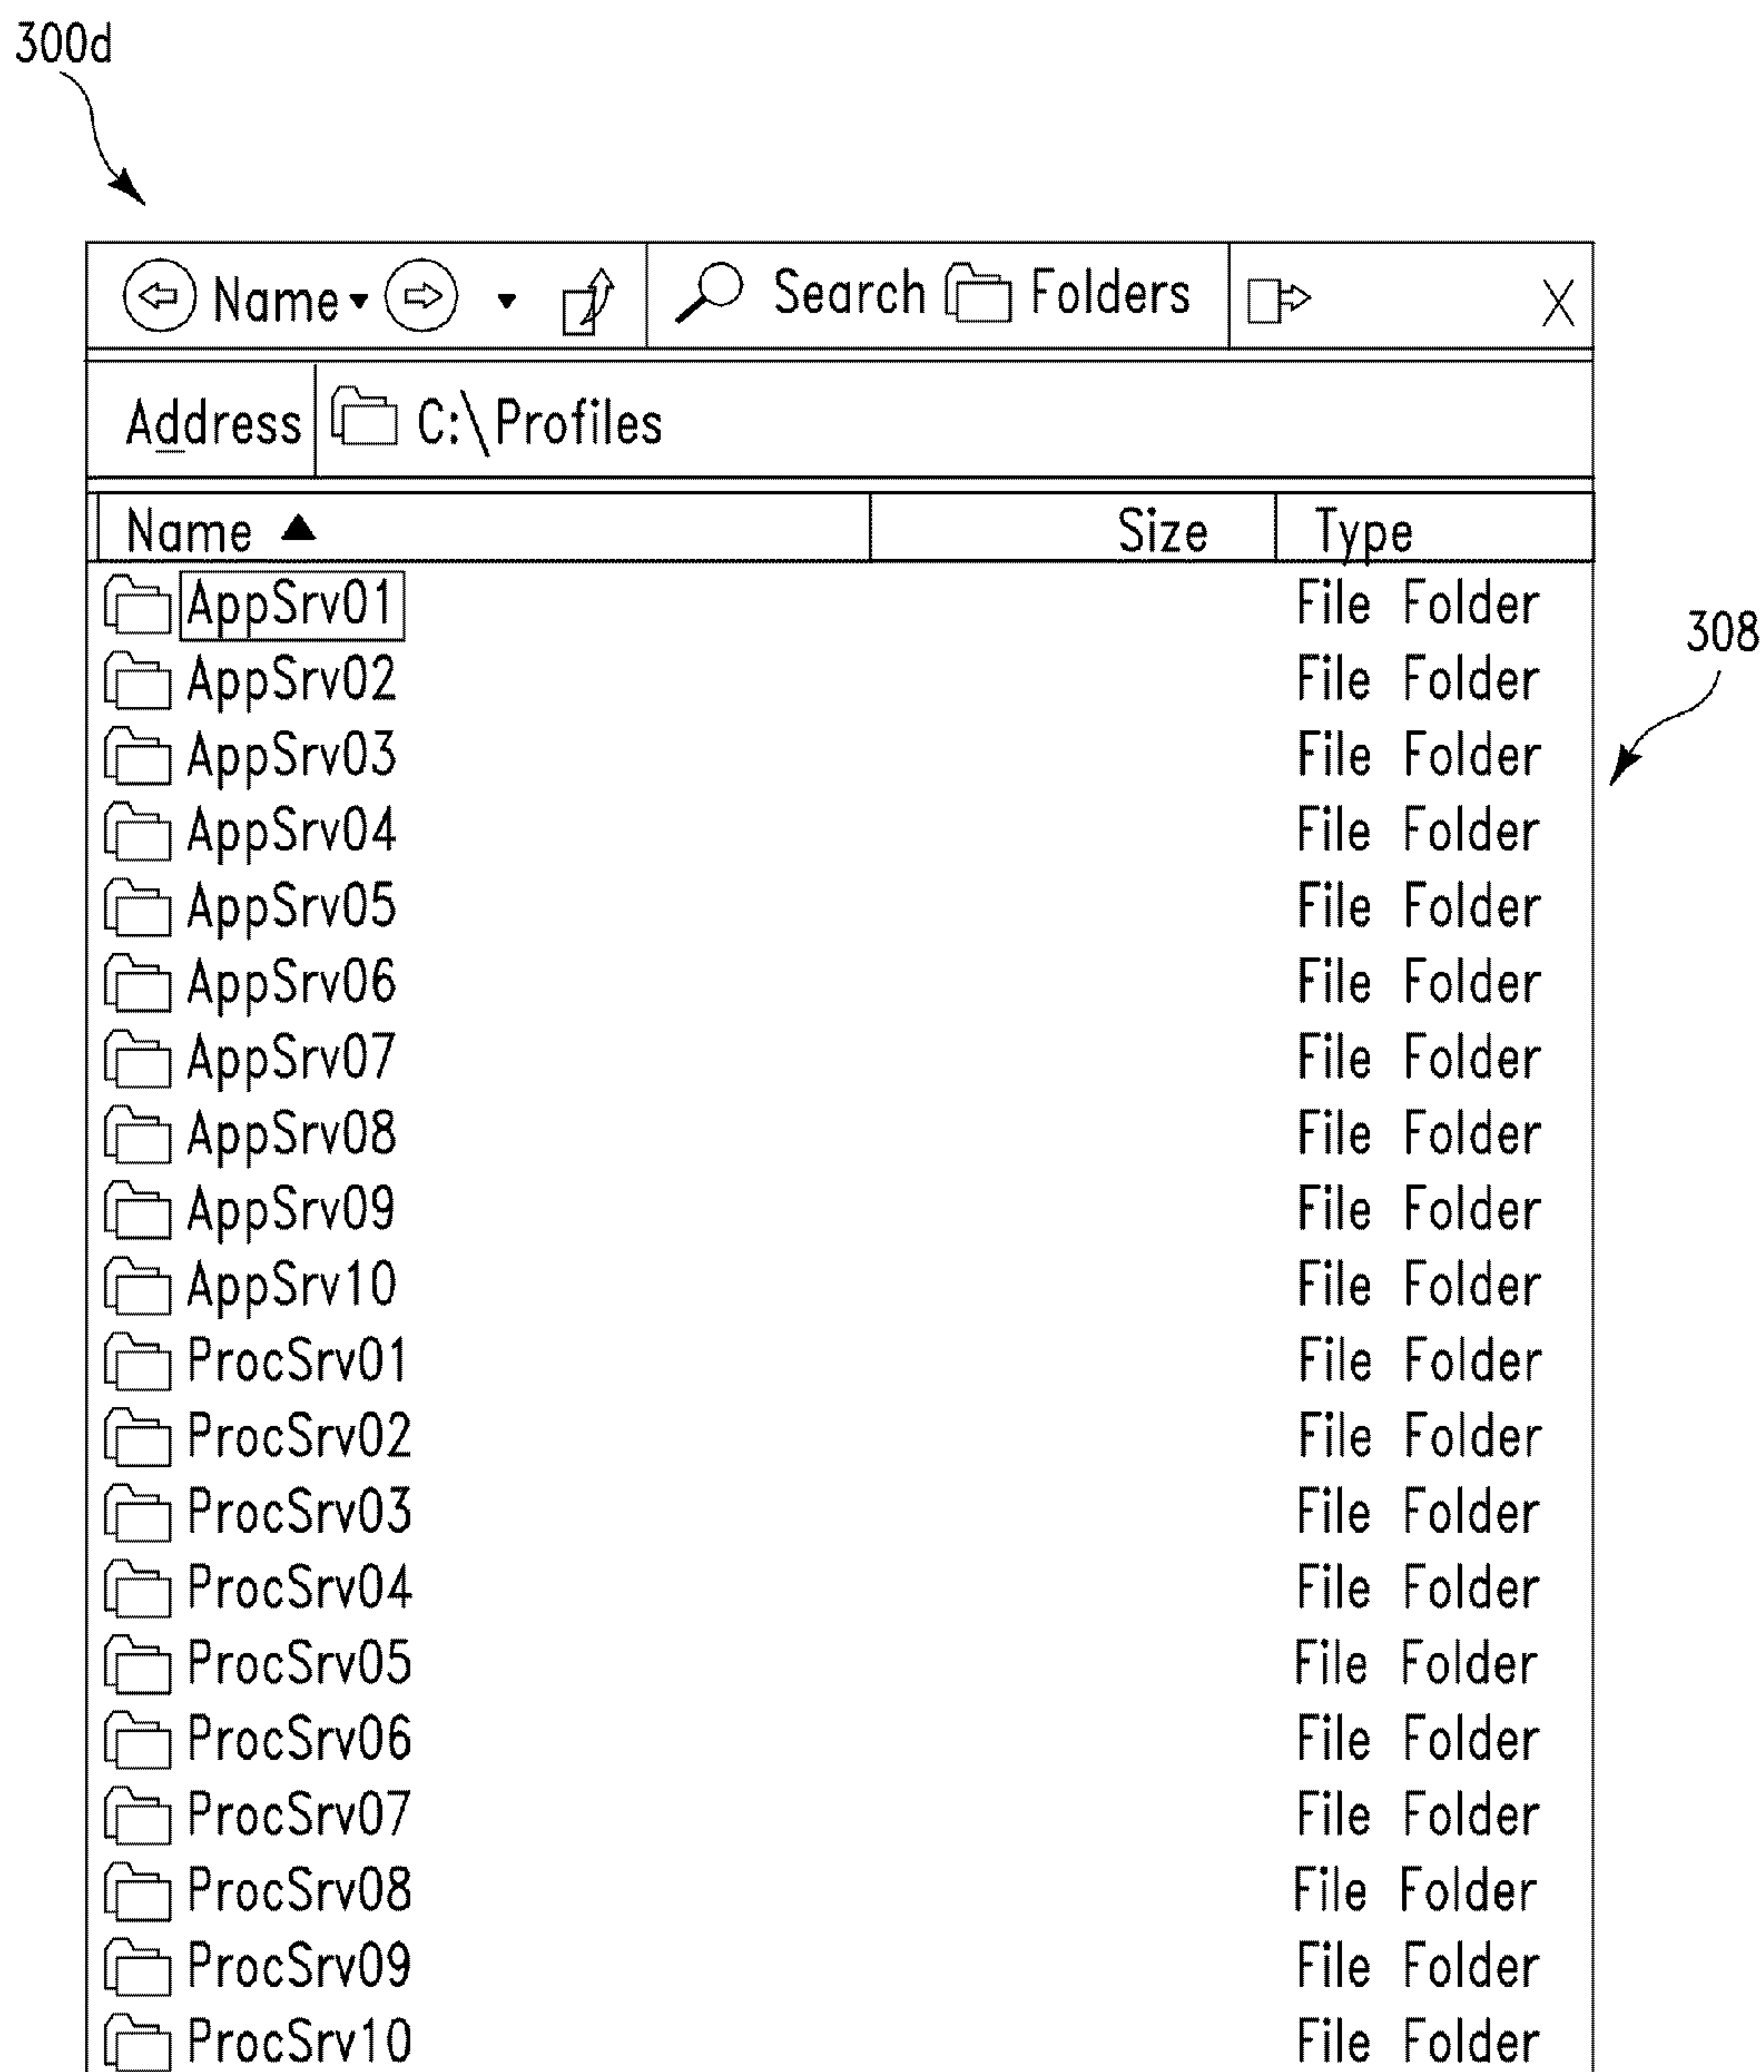 300d
Name Search Folders X
Address C:\Profiles
Name Size Type
AppSrv01 File Folder
308
AppSrv02 File Folder
AppSrv03 File Folder
AppSrv04 File Folder
AppSrv05 File Folder
AppSrv06 File Folder
AppSrv07 File Folder
AppSrv08 File Folder
AppSrv09 File Folder
AppSrv10 File Folder
ProcSrv01 File Folder
ProcSrv02 File Folder
ProcSrv03 File Folder
ProcSrv04 File Folder
ProcSrv05 File Folder
ProcSrv06 File Folder
ProcSrv07 File Folder
ProcSrv08 File Folder
ProcSrv09 File Folder
ProcSrv10 File Folder